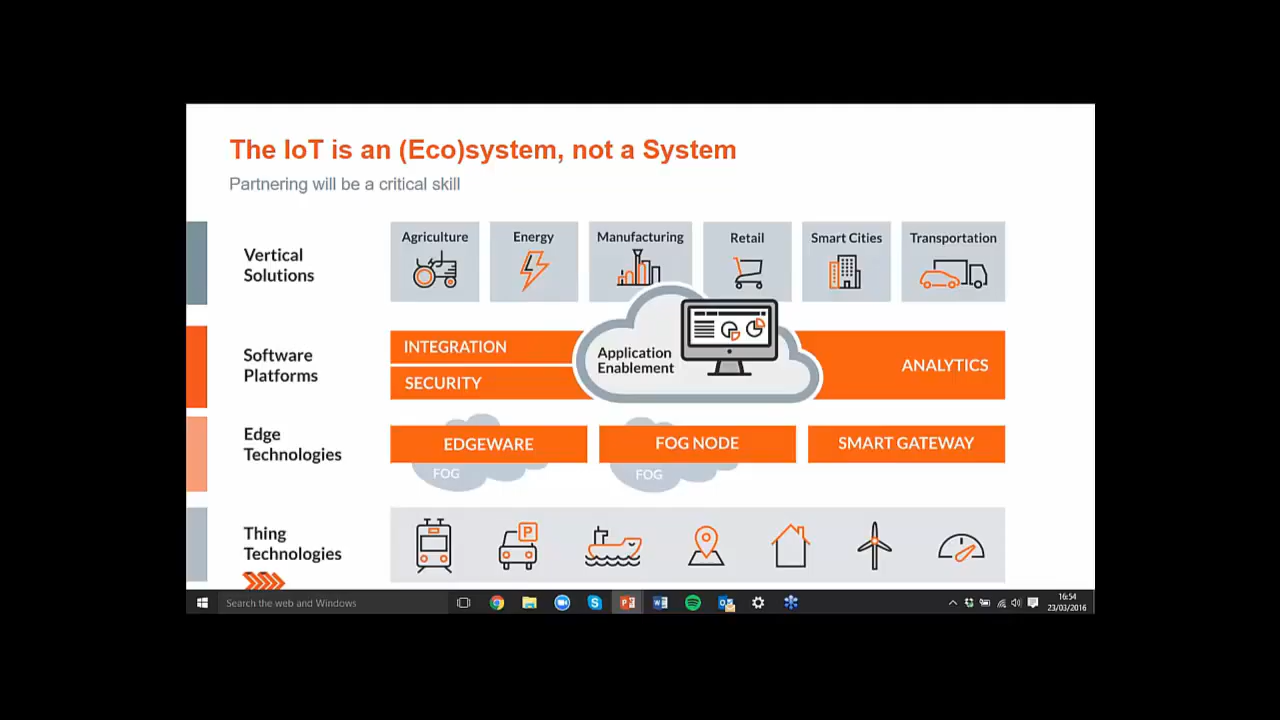 The IoT is an (Eco)system, not a System
Partnering will be a critical skill
Vertical
Solutions
Agriculture
Energy
Manufacturing
Retail
Smart Cities
Transportation
Software
Platforms
INTEGRATION
SECURITY
Application
Enablement
ANALYTICS
Edge
Technologies
EDGEWARE
FOG
FOG NODE
FOG
SMART GATEWAY
Thing
Technologies
P
Search the web and Windows
16:54
23/03/2016